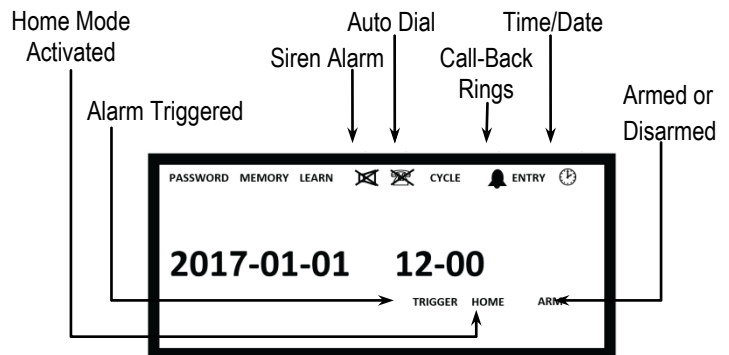 Home Mode
Activated
Auto Dial
Time/Date
Siren Alarm
Call-Back
Rings
Alarm Triggered
Armed or
Disarmed
PASSWORD MEMORY LEARN CYCLE ENTRY
2017-01-01 12-00
TRIGGER HOME ARM